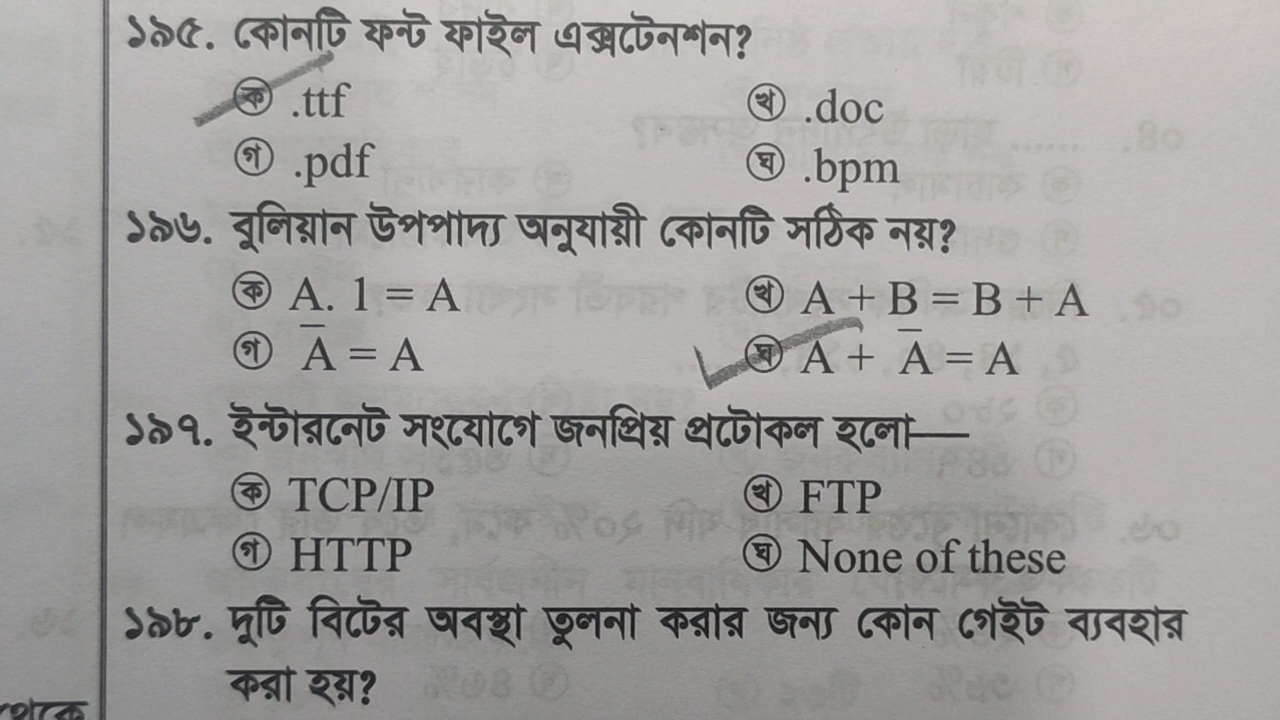 ১৯৫. কোনটি ফন্ট ফাইল এক্সটেনশন?
ক .ttf খ .doc
গ .pdf ঘ .bpm
১৯৬. বুলিয়ান উপপাদ্য অনুযায়ী কোনটি সঠিক নয়?
ক A. 1 = A খ A + B = B + A
গ A̅ = A ঘ A + A̅ = A
১৯৭. ইন্টারনেট সংযোগে জনপ্রিয় প্রটোকল হলো—
ক TCP/IP খ FTP
গ HTTP ঘ None of these
১৯৮. দুটি বিটের অবস্থা তুলনা করার জন্য কোন গেইট ব্যবহার
করা হয়?
থেকে